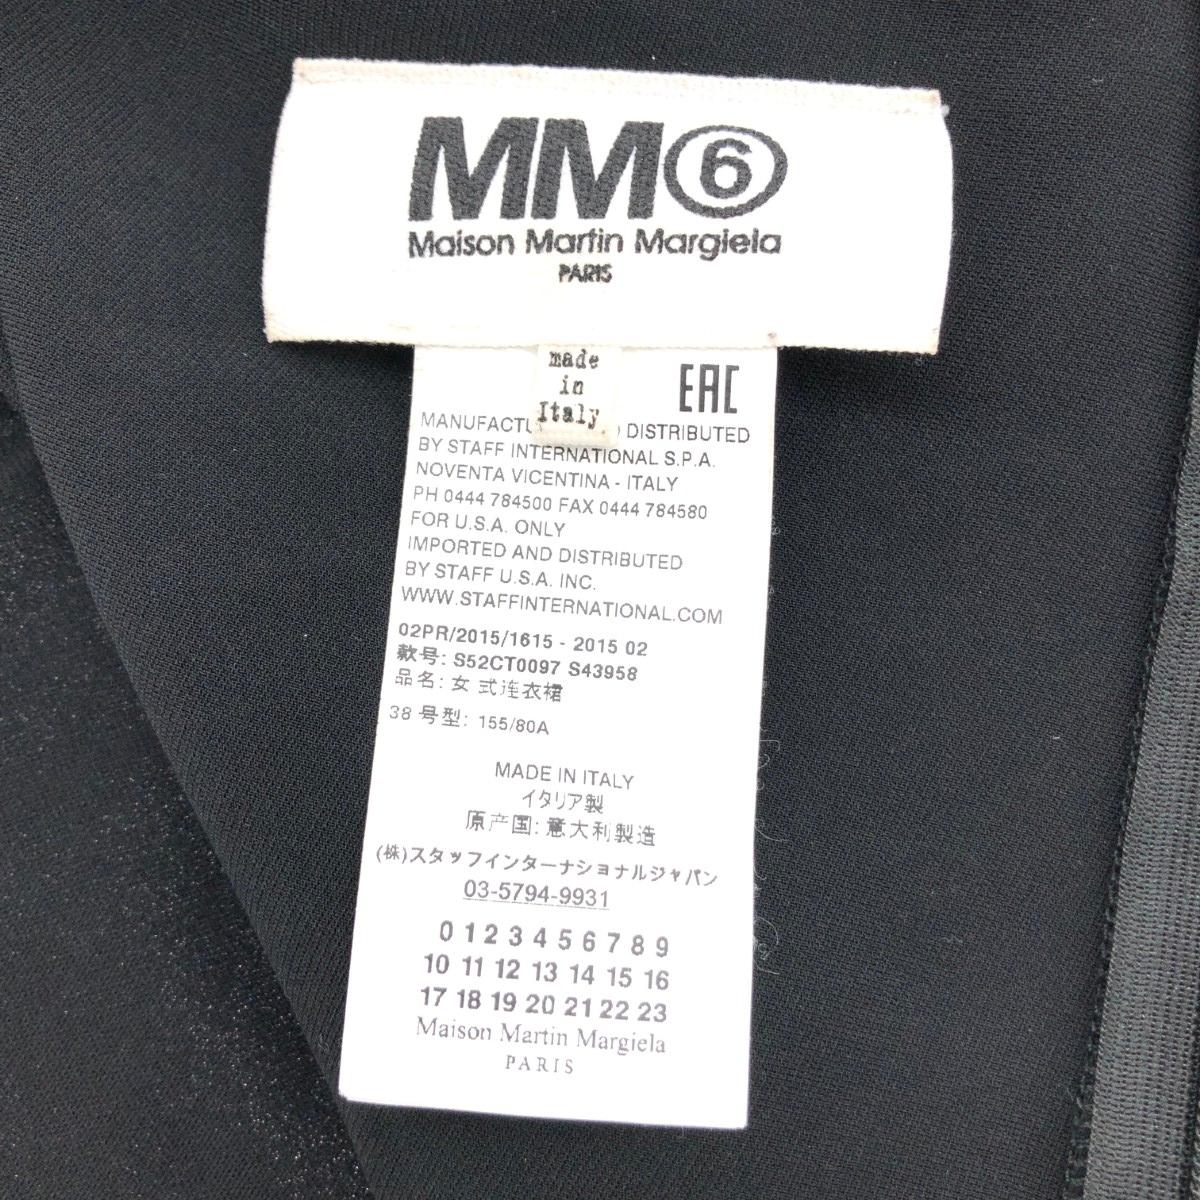 MM6
Maison Martin Margiela
PARIS
made
in
Italy
EAC
MANUFACTU DISTRIBUTED
BY STAFF INTERNATIONAL S.P.A.
NOVENTA VICENTINA - ITALY
PH 0444 784500 FAX 0444 784580
FOR U.S.A. ONLY
IMPORTED AND DISTRIBUTED
BY STAFF U.S.A. INC.
WWW.STAFFINTERNATIONAL.COM
02PR/2015/1615 - 2015 02
款号: S52CT0097 S43958
品名: 女 式连衣裙
38 号型: 155/80A
MADE IN ITALY
イタリア製
原产国: 意大利製造
(株)スタッフインターナショナルジャパン
03-5794-9931
0 1 2 3 4 5 6 7 8 9
10 11 12 13 14 15 16
17 18 19 20 21 22 23
Maison Martin Margiela
PARIS